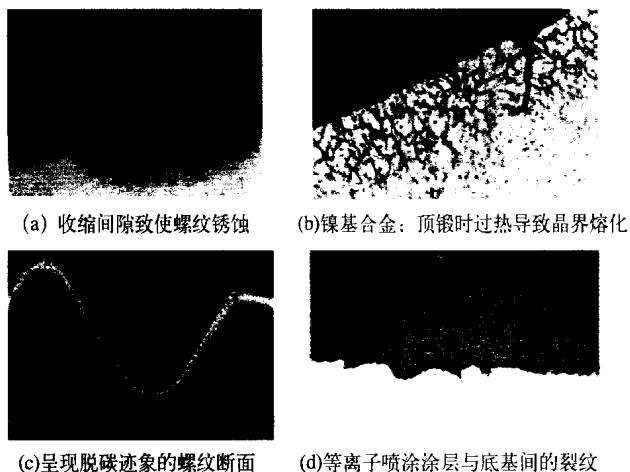 (a) 收缩间隙致使螺纹锈蚀
(b)镍基合金：顶锻时过热导致晶界熔化
(c)呈现脱碳迹象的螺纹断面
(d)等离子喷涂涂层与底基间的裂纹